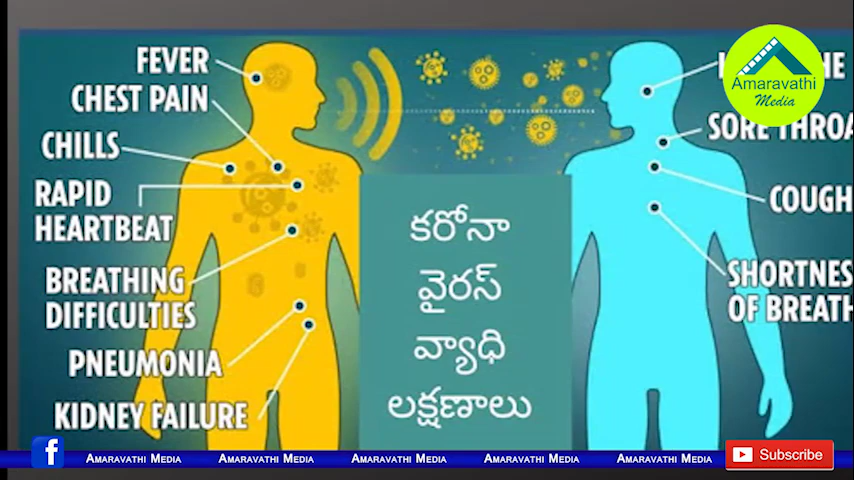 FEVER
CHEST PAIN
CHILLS
RAPID
HEARTBEAT
BREATHING
DIFFICULTIES
PNEUMONIA
KIDNEY FAILURE
కరోనా
వైరస్
వ్యాధి
లక్షణాలు
Amaravathi
Media
SORE THROA
COUGH
SHORTNES
OF BREATH
f Amaravathi Media Amaravathi Media Amaravathi Media Amaravathi Media Amaravathi Media Subscribe